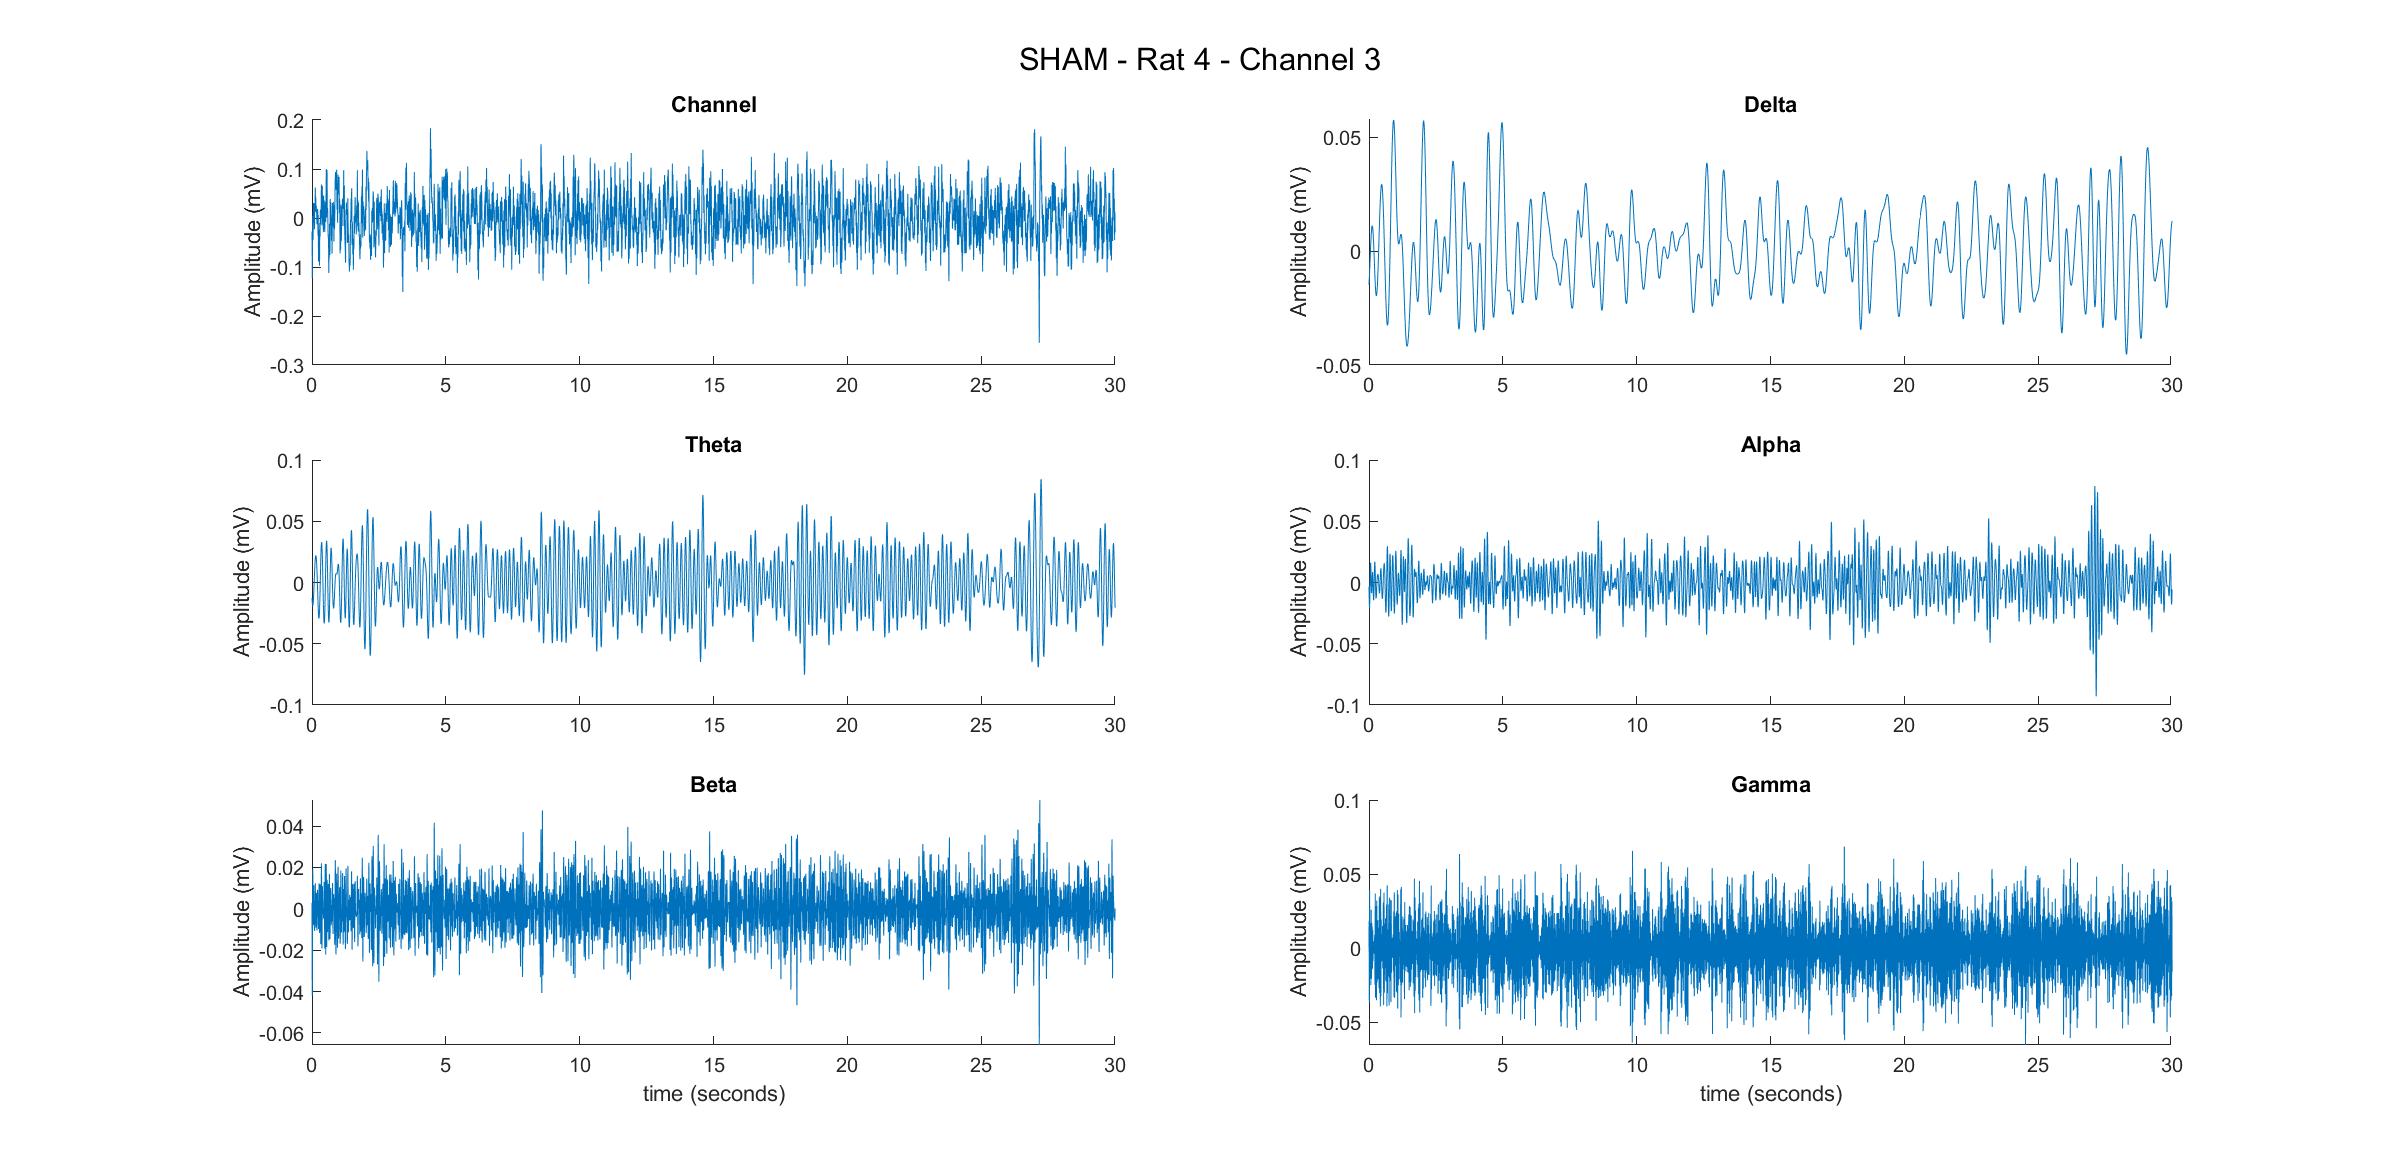 SHAM - Rat 4 - Channel 3
Channel
Amplitude (mV)
0.2
0.1
0
-0.1
-0.2
-0.3
0 5 10 15 20 25 30
Delta
Amplitude (mV)
0.05
0
-0.05
0 5 10 15 20 25 30
Theta
Amplitude (mV)
0.1
0.05
0
-0.05
-0.1
0 5 10 15 20 25 30
Alpha
Amplitude (mV)
0.1
0.05
0
-0.05
-0.1
0 5 10 15 20 25 30
Beta
Amplitude (mV)
0.04
0.02
0
-0.02
-0.04
-0.06
0 5 10 15 20 25 30
time (seconds)
Gamma
Amplitude (mV)
0.1
0.05
0
-0.05
0 5 10 15 20 25 30
time (seconds)